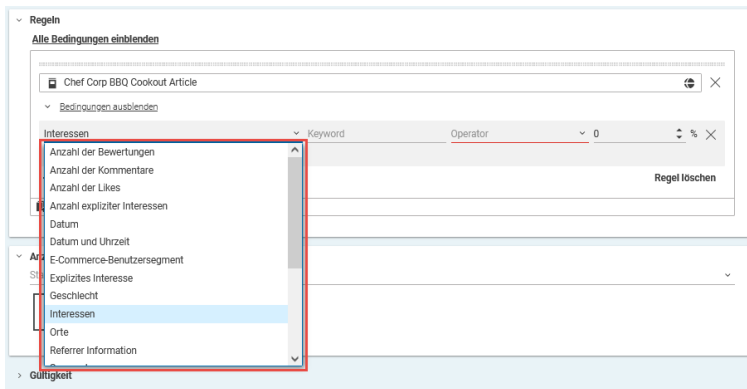 Regeln
Alle Bedingungen einblenden
Chef Corp BBQ Cookout Article
Bedingungen ausblenden
Interessen Keyword Operator 0 %
Anzahl der Bewertungen
Anzahl der Kommentare
Anzahl der Likes
Anzahl expliziter Interessen
Regel löschen
Datum
Datum und Uhrzeit
E-Commerce-Benutzersegment
Explizites Interesse
Geschlecht
Interessen
Orte
Referrer Information
Gültigkeit